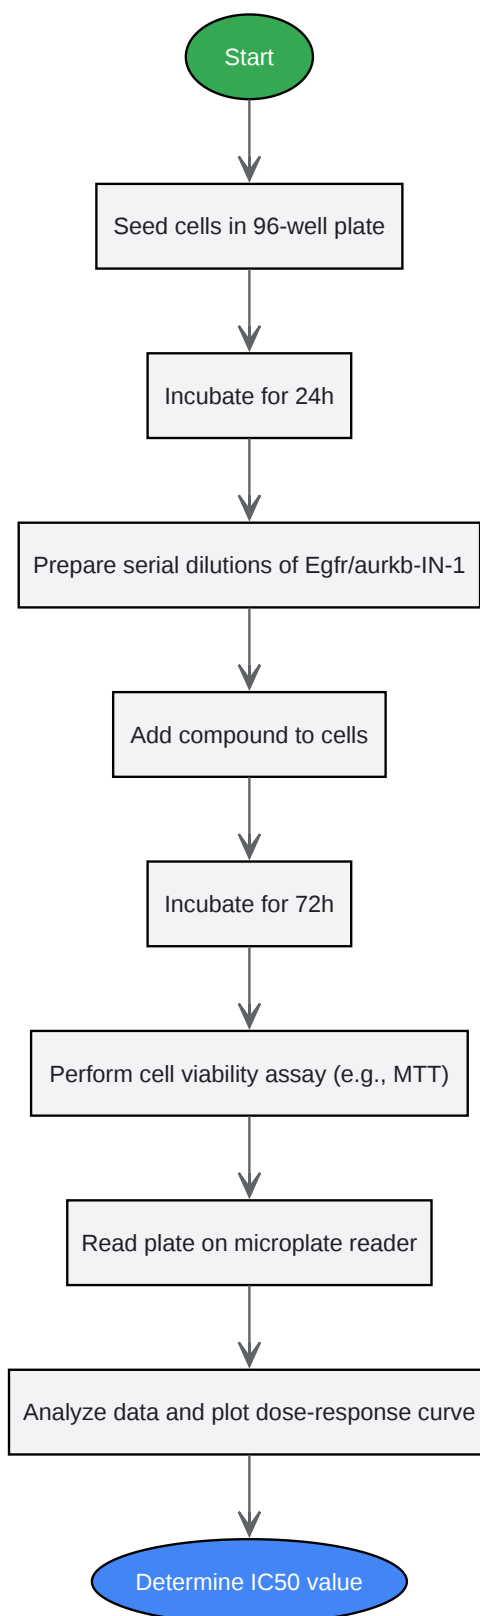 Start
Seed cells in 96-well plate
Incubate for 24h
Prepare serial dilutions of Egfr/aurkb-IN-1
Add compound to cells
Incubate for 72h
Perform cell viability assay (e.g., MTT)
Read plate on microplate reader
Analyze data and plot dose-response curve
Determine IC50 value